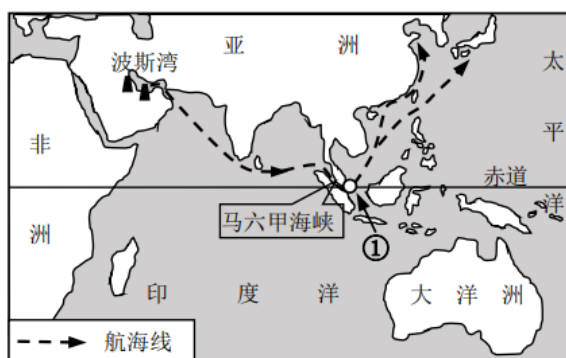 亚 洲
波斯湾
太平洋
非洲
赤道
马六甲海峡
①
印 度 洋
大 洋 洲
航海线